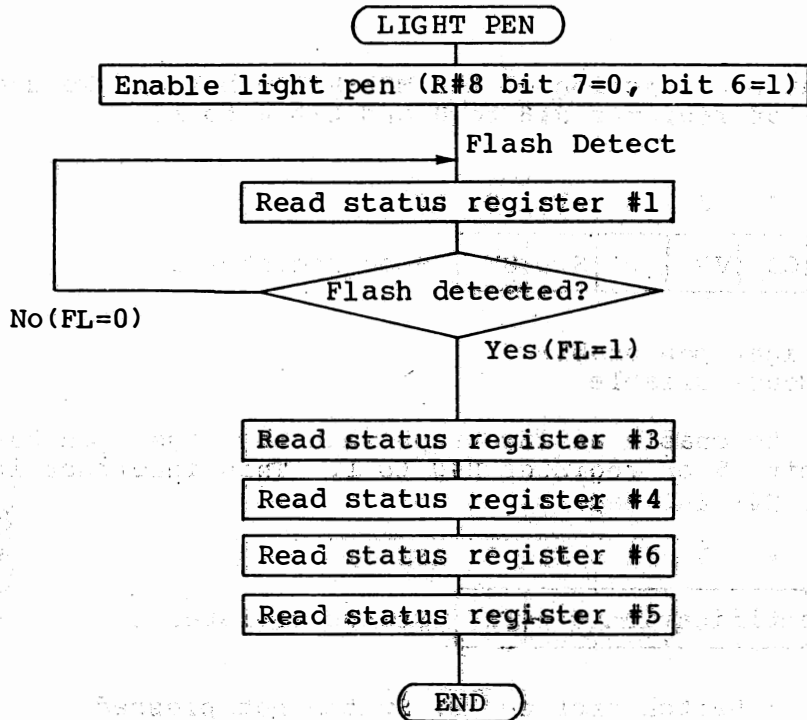 LIGHT PEN
Enable light pen (R#8 bit 7=0, bit 6=1)
Flash Detect
Read status register #1
Flash detected?
No(FL=0)
Yes(FL=1)
Read status register #3
Read status register #4
Read status register #6
Read status register #5
END